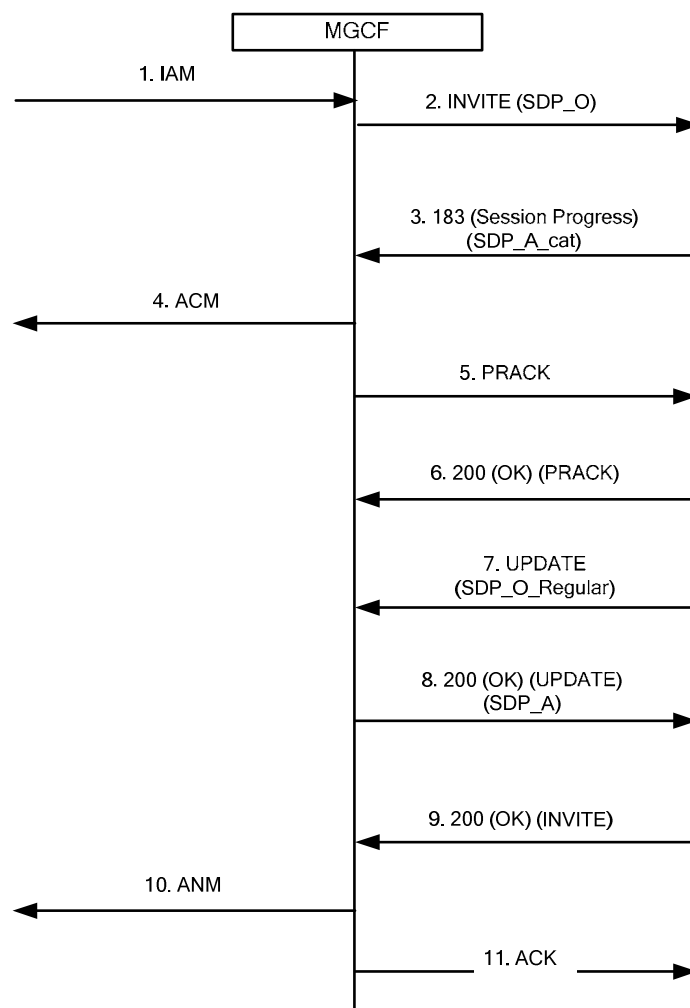 MGCF
1. IAM
2. INVITE (SDP_O)
3. 183 (Session Progress)
(SDP_A_cat)
4. ACM
5. PRACK
6. 200 (OK) (PRACK)
7. UPDATE
(SDP_O_Regular)
8. 200 (OK) (UPDATE)
(SDP_A)
9. 200 (OK) (INVITE)
10. ANM
11. ACK